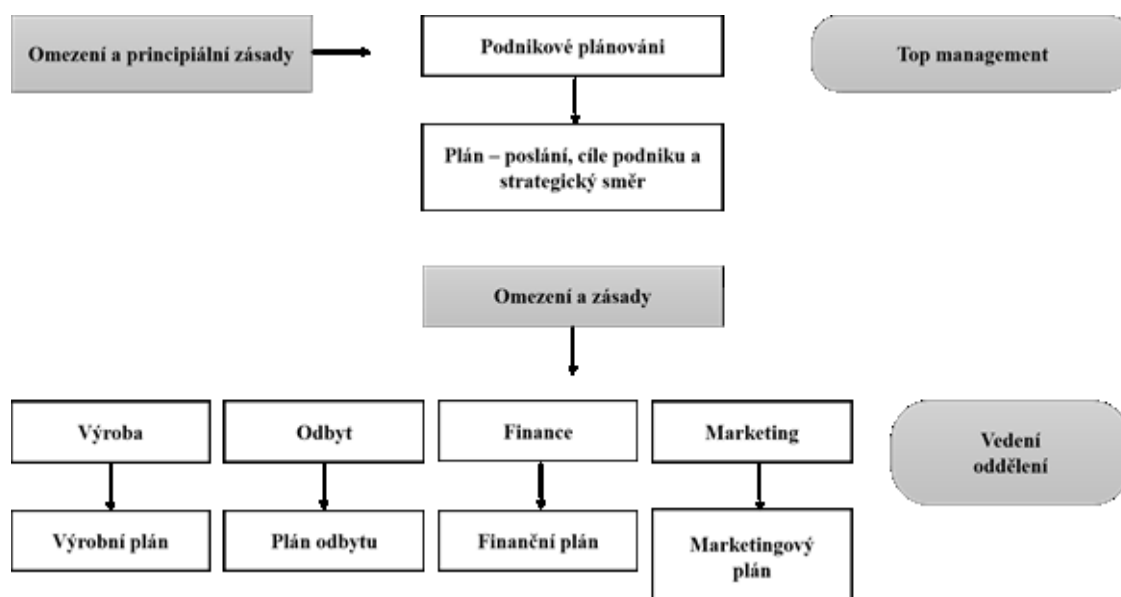 Omezení a principiální zásady
Podnikové plánováni
Top management
Plán – poslání, cíle podniku a
strategický směr
Omezení a zásady
Výroba
Odbyt
Finance
Marketing
Vedení
oddělení
Výrobní plán
Plán odbytu
Finanční plán
Marketingový
plán